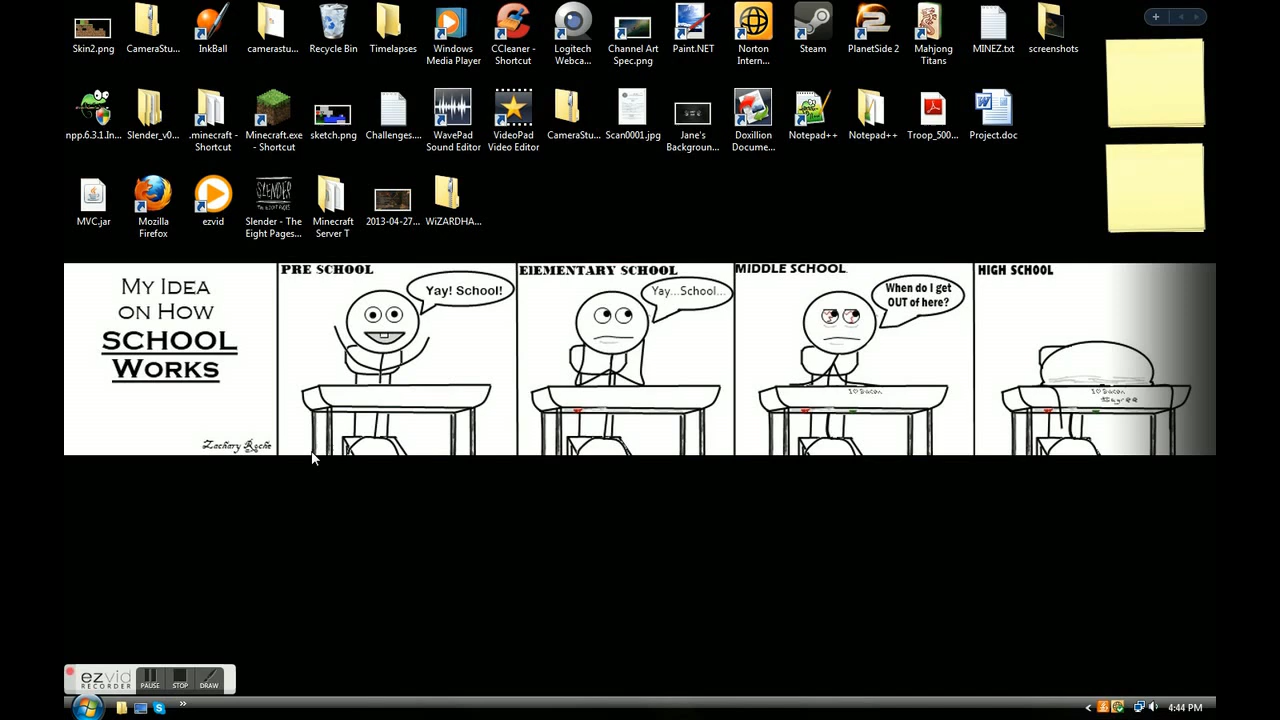 Skin2.png CameraStu... InkBall camerastu... Recycle Bin Timelapses Windows Media Player CCleaner - Shortcut Logitech Webca... Channel Art Spec.png Paint.NET Norton Intern... Steam PlanetSide 2 Mahjong Titans MINEZ.txt screenshots
npp.6.3.1.In... Slender_v0... .minecraft - Shortcut Minecraft.exe - Shortcut sketch.png Challenges.... WavePad Sound Editor VideoPad Video Editor CameraStu... Scan0001.jpg Jane's Backgroun... Doxillion Docume... Notepad++ Notepad++ Troop_500... Project.doc
SLENDER
MVC.jar Mozilla Firefox ezvid Slender - The Eight Pages... Minecraft Server T 2013-04-27... WiZARDHA...
My Idea
on How
SCHOOL
Works
Zachary Roche
PRE SCHOOL
Yay! School!
ElEMENTARY SCHOOL
Yay...School...
MIDDLE SCHOOL
When do I get
OUT of here?
I ♡ Bacon
HIGH SCHOOL
I ♡ Bacon
ezvid
RECORDER
PAUSE STOP DRAW
4:44 PM